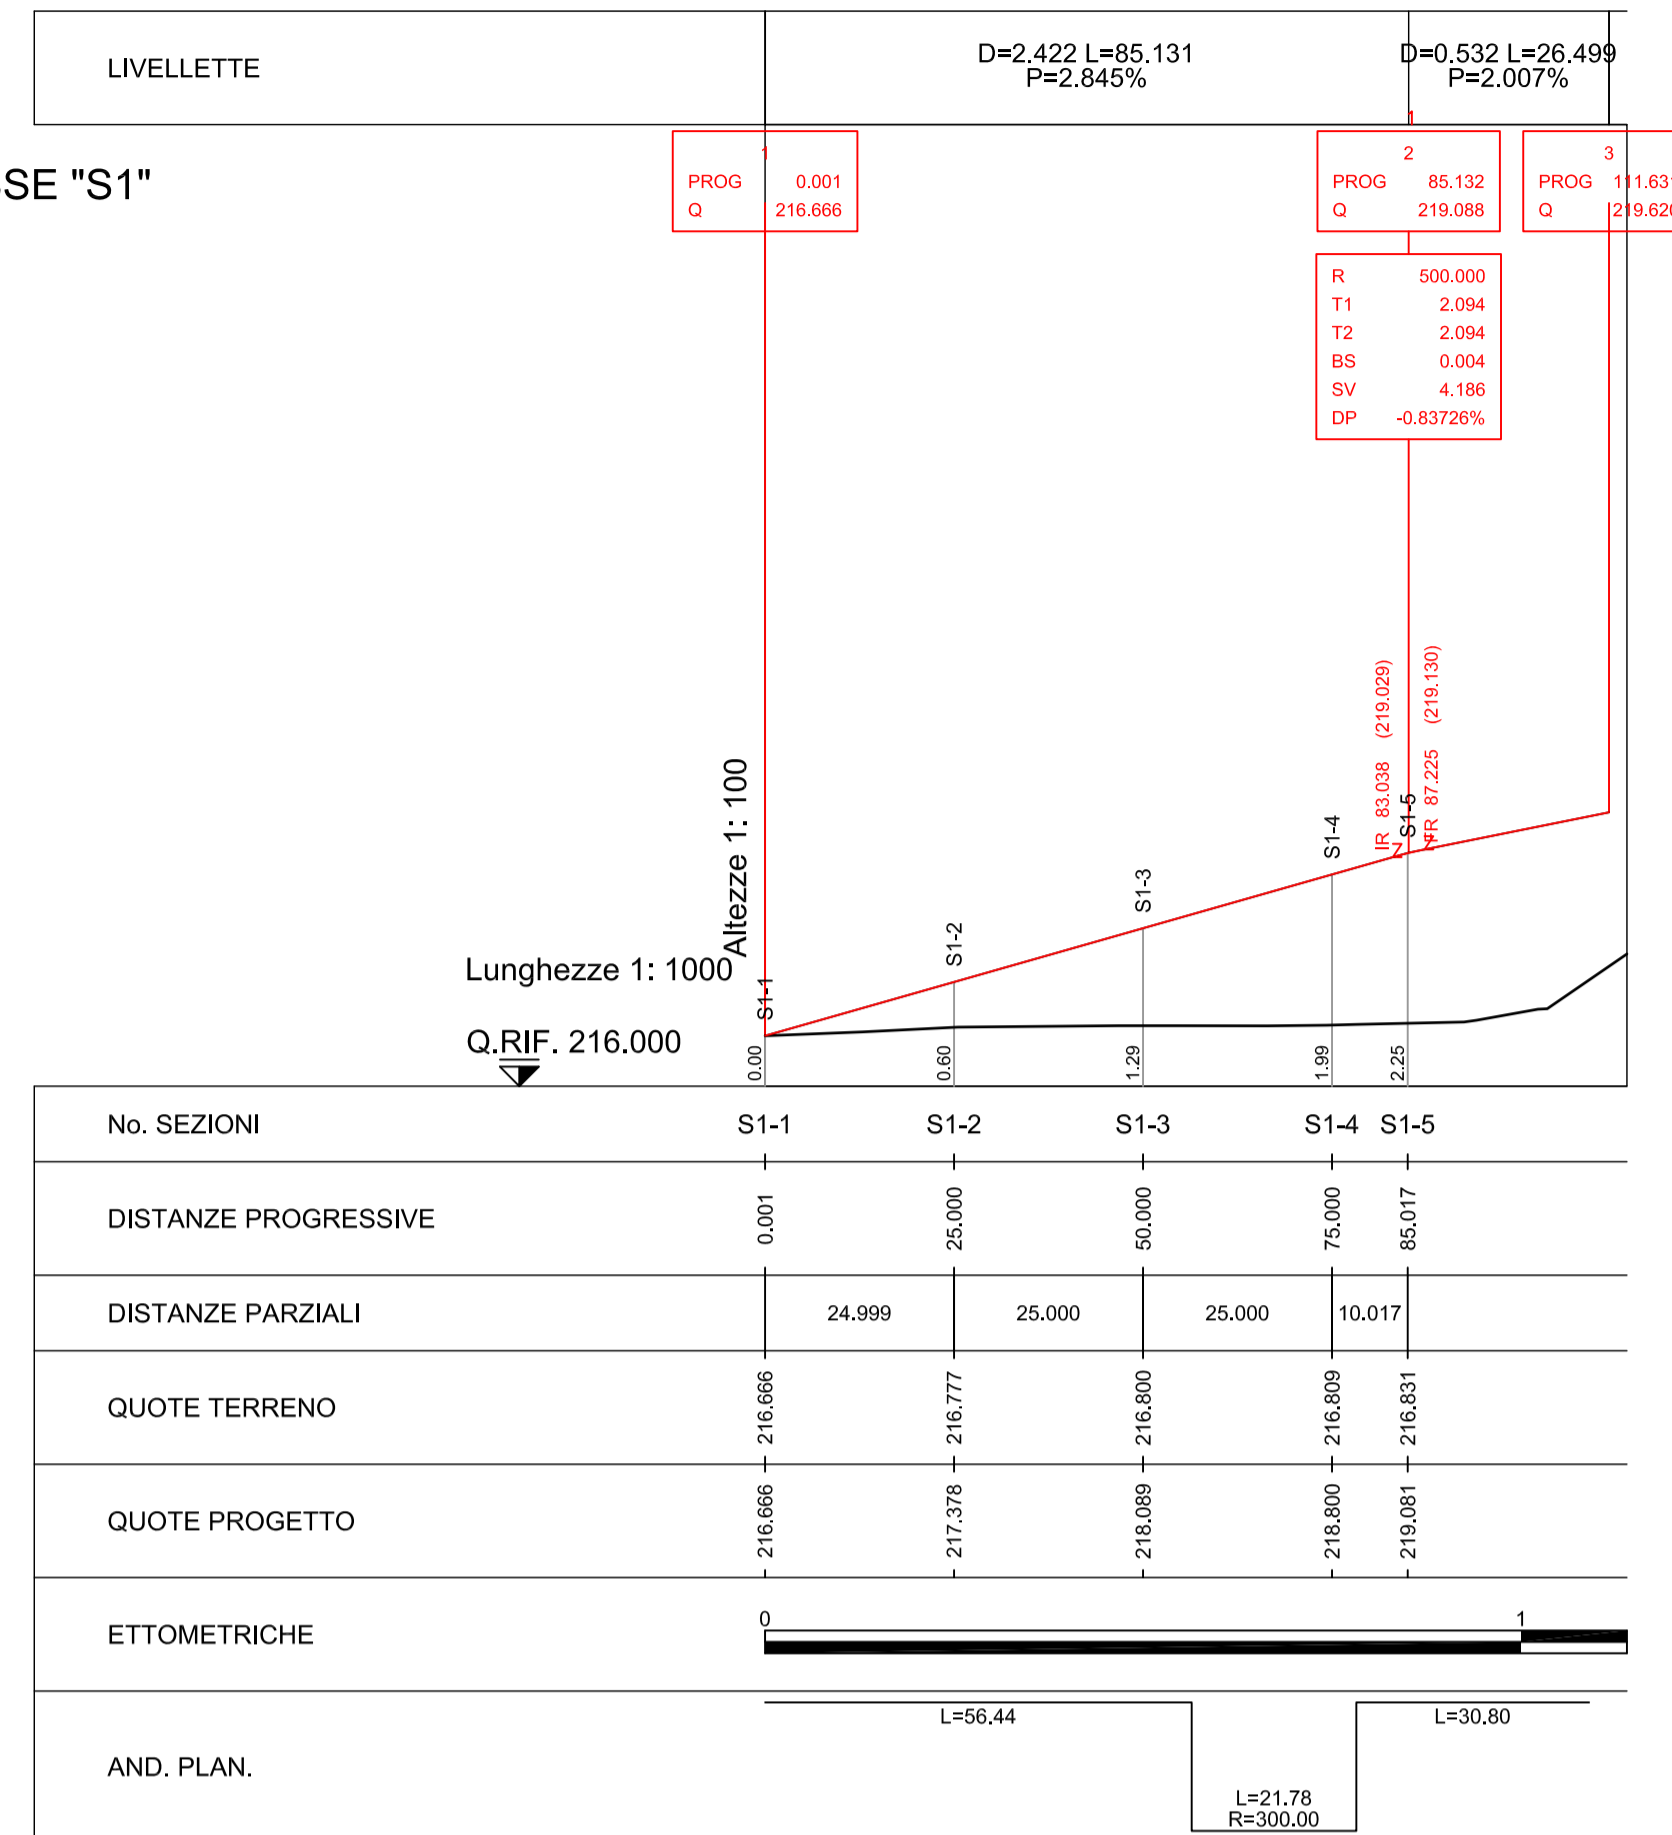 LIVELLETTE
D=2.422 L=85.131
P=2.845%
D=0.532 L=26.499
P=2.007%
SSE "S1"
1
PROG 0.001
Q 216.666
1
2
PROG 85.132
Q 219.088
3
PROG 111.631
Q 219.620
R 500.000
T1 2.094
T2 2.094
BS 0.004
SV 4.186
DP -0.83726%
IR 83.038 (219.029)
FR 87.225 (219.130)
Altezze 1: 100
Lunghezze 1: 1000
Q.RIF. 216.000
S1-1
S1-2
S1-3
S1-4
S1-5
0.00
0.60
1.29
1.99
2.25
No. SEZIONI S1-1 S1-2 S1-3 S1-4 S1-5
DISTANZE PROGRESSIVE 0.001 25.000 50.000 75.000 85.017
DISTANZE PARZIALI 24.999 25.000 25.000 10.017
QUOTE TERRENO 216.666 216.777 216.800 216.809 216.831
QUOTE PROGETTO 216.666 217.378 218.089 218.800 219.081
ETTOMETRICHE 0 1
AND. PLAN.
L=56.44
L=21.78
R=300.00
L=30.80